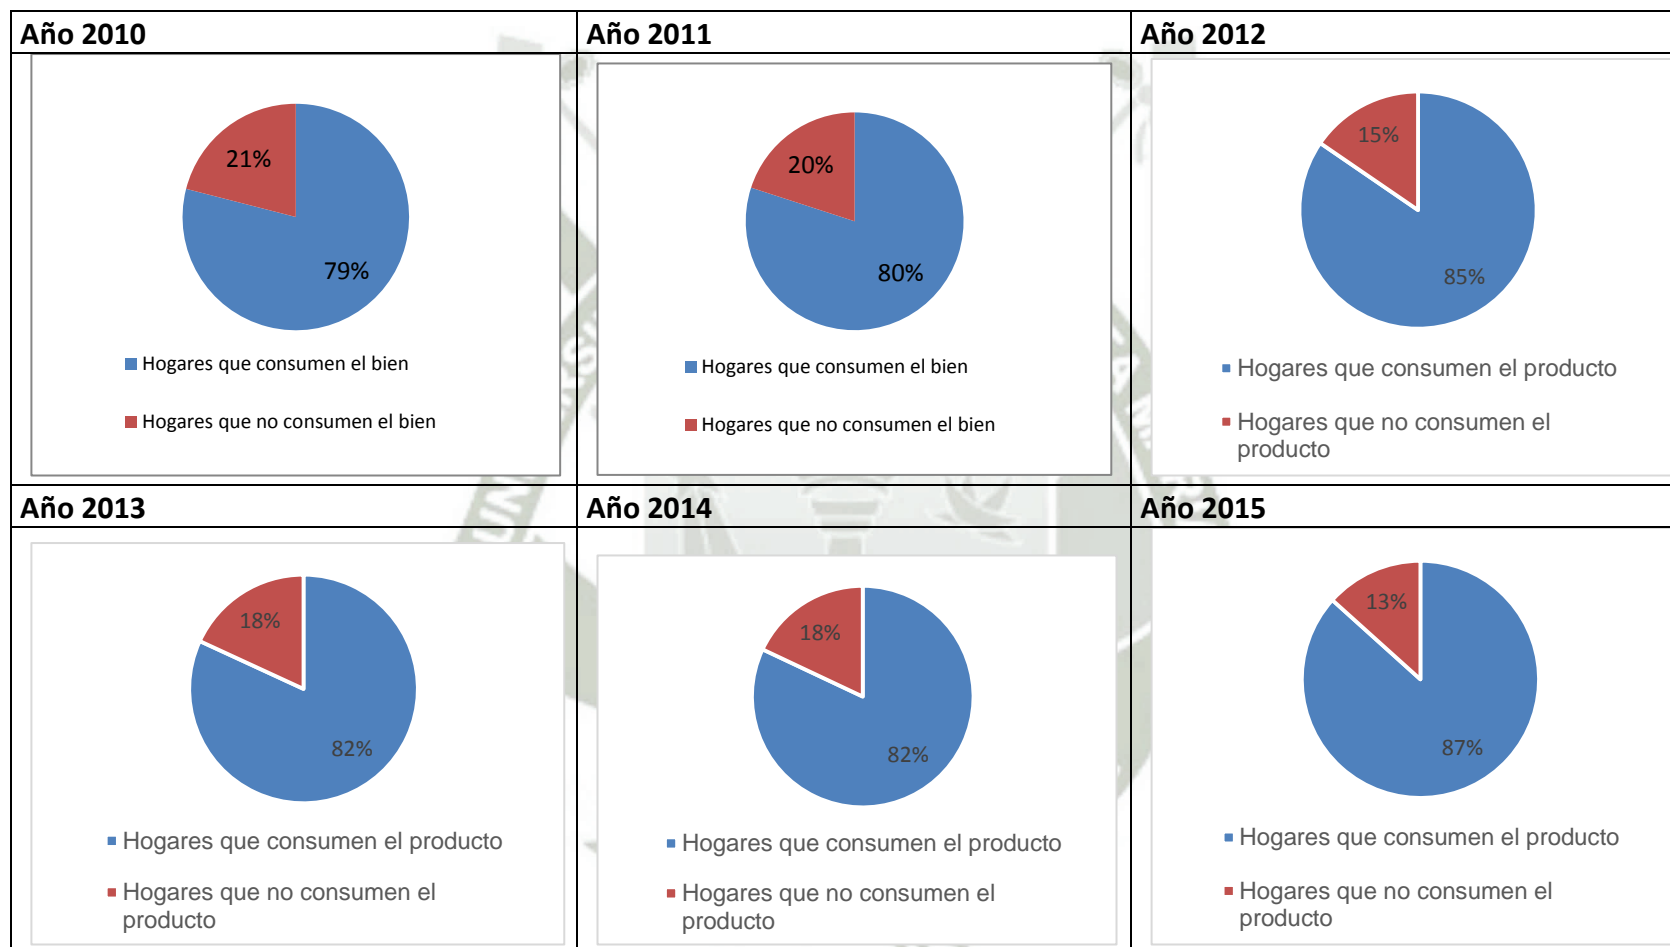 Año 2010
Año 2011
Año 2012
21%
79%
Hogares que consumen el bien
Hogares que no consumen el bien
20%
80%
Hogares que consumen el bien
Hogares que no consumen el bien
15%
85%
Hogares que consumen el producto
Hogares que no consumen el
producto
Año 2013
Año 2014
Año 2015
18%
82%
Hogares que consumen el producto
Hogares que no consumen el
producto
18%
82%
Hogares que consumen el producto
Hogares que no consumen el
producto
13%
87%
Hogares que consumen el producto
Hogares que no consumen el
producto